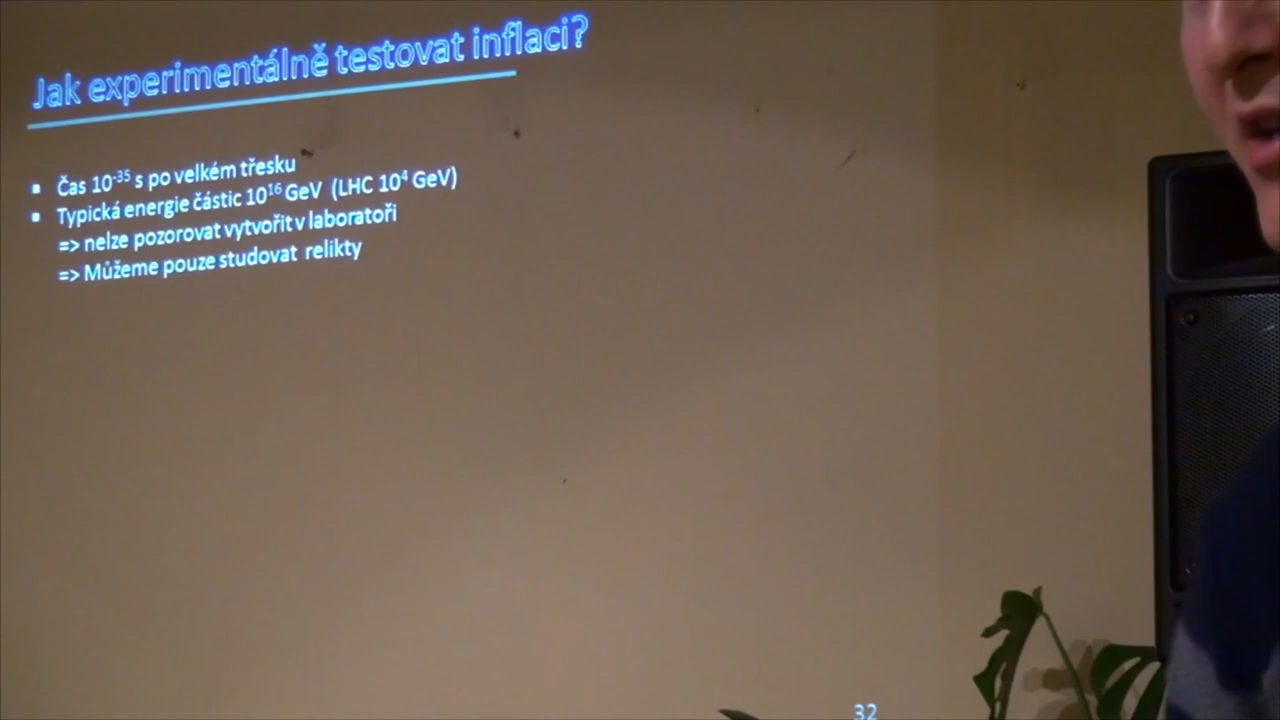 Jak experimentálně testovat inflaci?
▪ Čas 10⁻³⁵ s po velkém třesku
▪ Typická energie částic 10¹⁶ GeV (LHC 10⁴ GeV)
=> nelze pozorovat vytvořit v laboratoři
=> Můžeme pouze studovat relikty
32